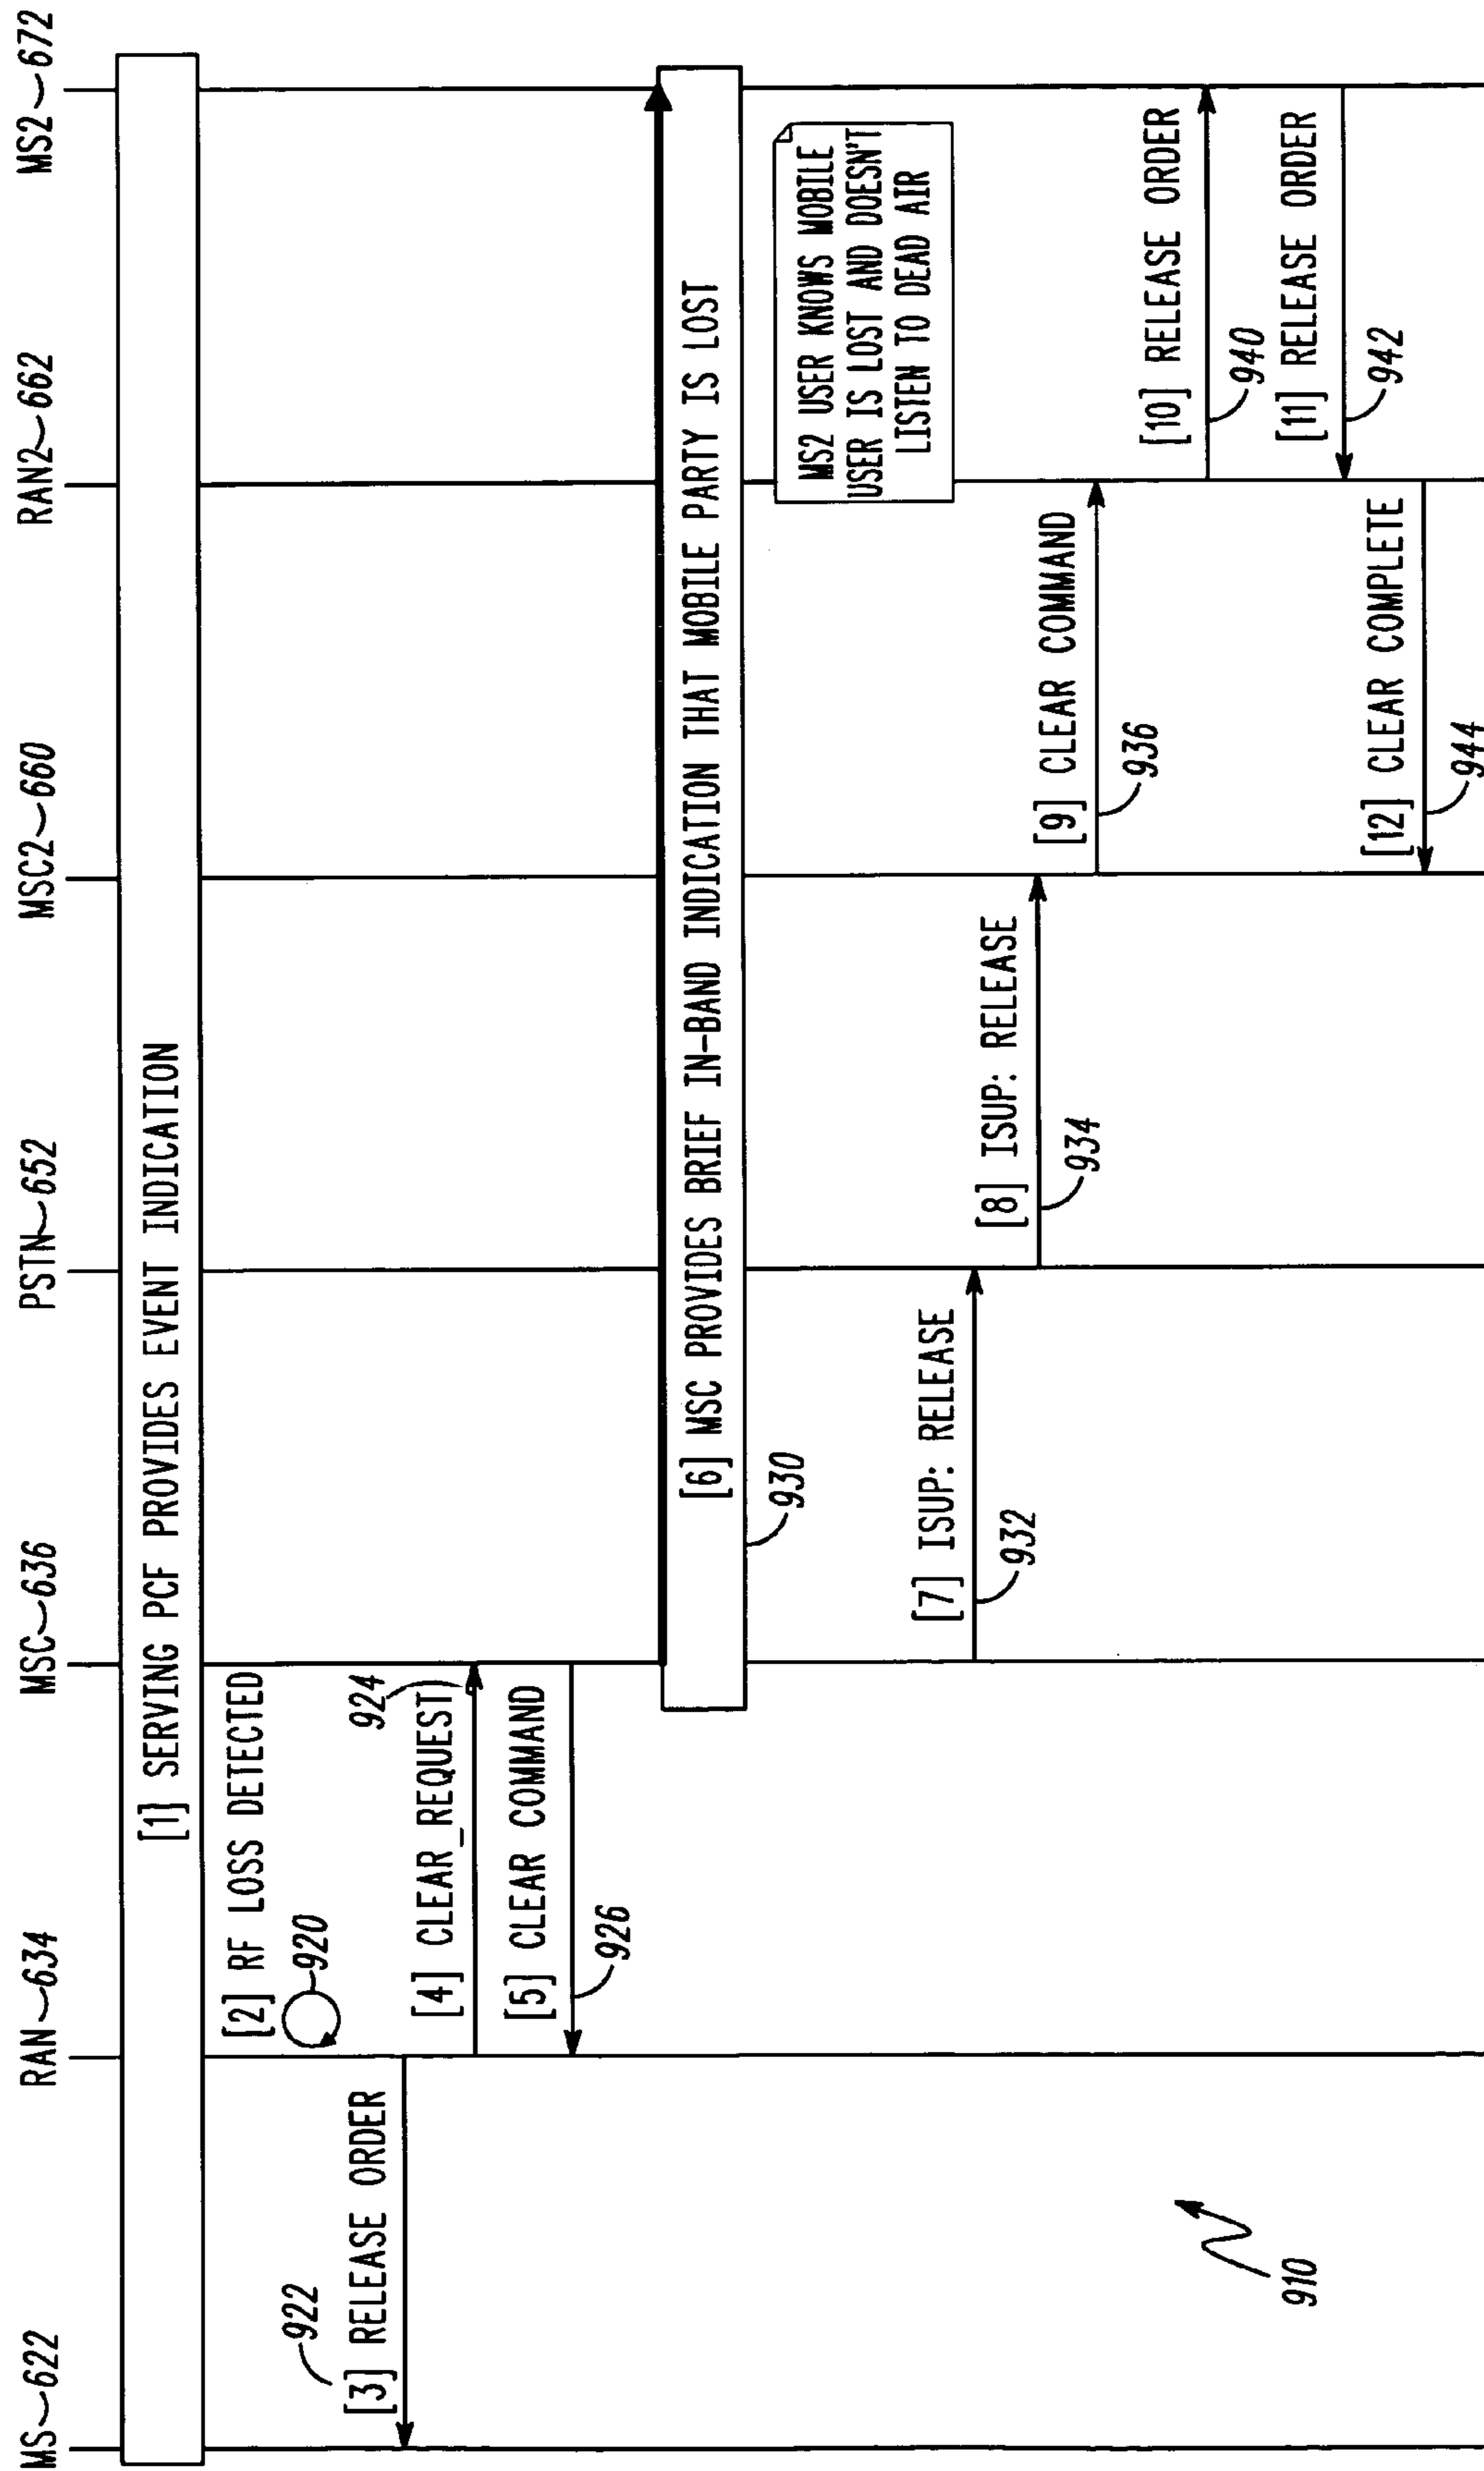 MS~622
RAN~634
MSC~636
PSTN~652
MSC2~660
RAN2~662
MS2~672
[1] SERVING PCF PROVIDES EVENT INDICATION
[2] RF LOSS DETECTED
920
922
[3] RELEASE ORDER
924
[4] CLEAR_REQUEST
[5] CLEAR COMMAND
926
[6] MSC PROVIDES BRIEF IN-BAND INDICATION THAT MOBILE PARTY IS LOST
930
MS2 USER KNOWS MOBILE
USER IS LOST AND DOESN'T
LISTEN TO DEAD AIR
[7] ISUP: RELEASE
932
[8] ISUP: RELEASE
934
[9] CLEAR COMMAND
936
[10] RELEASE ORDER
940
[11] RELEASE ORDER
942
[12] CLEAR COMPLETE
944
910